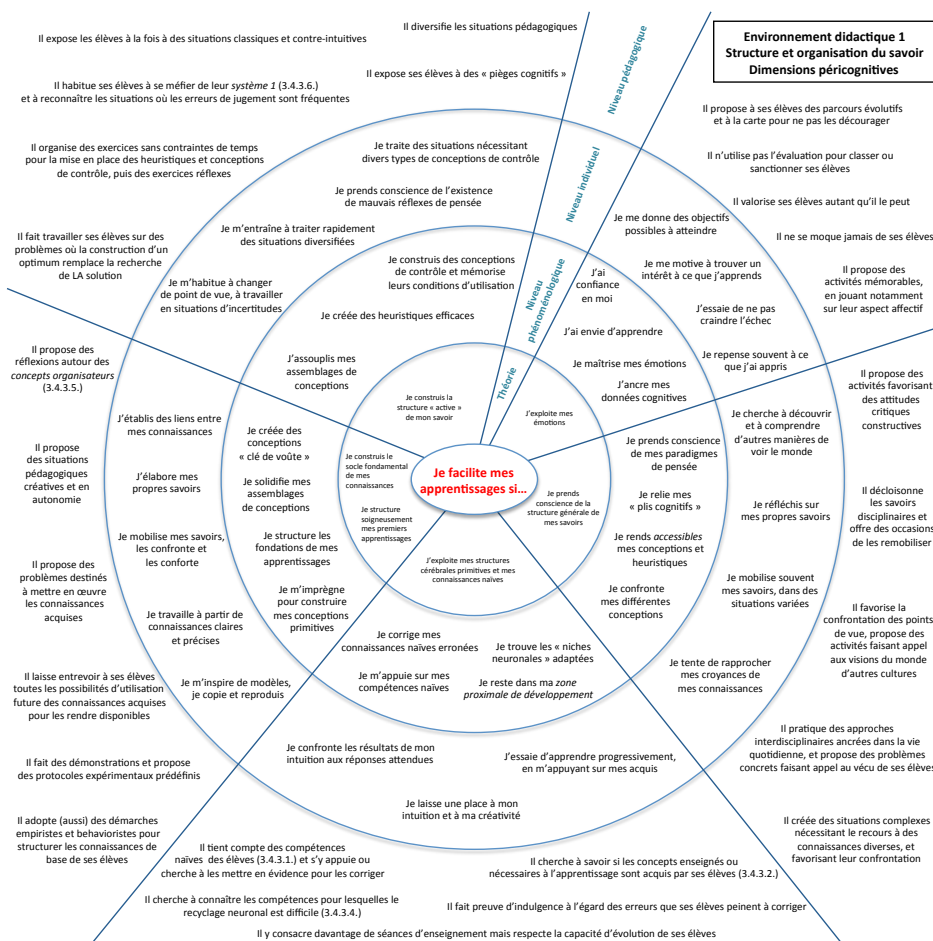 Environnement didactique 1
Structure et organisation du savoir
Dimensions péricognitives
Niveau pédagogique
Niveau individuel
Niveau
phénoménologique
Théorie
Je facilite mes
apprentissages si...
Il diversifie les situations pédagogiques
Il expose les élèves à la fois à des situations classiques et contre-intuitives
Il expose ses élèves à des « pièges cognitifs »
Il habitue ses élèves à se méfier de leur système 1 (3.4.3.6.)
et à reconnaître les situations où les erreurs de jugement sont fréquentes
Il organise des exercices sans contraintes de temps
pour la mise en place des heuristiques et conceptions
de contrôle, puis des exercices réflexes
Il fait travailler ses élèves sur des
problèmes où la construction d'un
optimum remplace la recherche
de LA solution
Je traite des situations nécessitant
divers types de conceptions de contrôle
Je prends conscience de l'existence
de mauvais réflexes de pensée
Je m'entraîne à traiter rapidement
des situations diversifiées
Je m'habitue à changer
de point de vue, à travailler
en situations d'incertitudes
Je construis des conceptions
de contrôle et mémorise
leurs conditions d'utilisation
Je créée des heuristiques efficaces
J'assouplis mes
assemblages de
conceptions
Je construis la
structure « active »
de mon savoir
Il propose à ses élèves des parcours évolutifs
et à la carte pour ne pas les décourager
Il n'utilise pas l'évaluation pour classer ou
sanctionner ses élèves
Il valorise ses élèves autant qu'il le peut
Il ne se moque jamais de ses élèves
Il propose des
activités mémorables,
en jouant notamment
sur leur aspect affectif
Je me donne des objectifs
possibles à atteindre
Je me motive à trouver un
intérêt à ce que j'apprends
J'essaie de ne pas
craindre l'échec
Je repense souvent à ce
que j'ai appris
J'ai
confiance
en moi
J'ai envie d'apprendre
Je maîtrise mes émotions
J'ancre mes
données cognitives
J'exploite mes
émotions
Il propose des
activités favorisant
des attitudes
critiques
constructives
Il décloisonne
les savoirs
disciplinaires et
offre des occasions
de les remobiliser
Il favorise la
confrontation des points
de vue, propose des
activités faisant appel
aux visions du monde
d'autres cultures
Il pratique des approches
interdisciplinaires ancrées dans la vie
quotidienne, et propose des problèmes
concrets faisant appel au vécu de ses élèves
Il créée des situations complexes
nécessitant le recours à des
connaissances diverses, et
favorisant leur confrontation
Je cherche à découvrir
et à comprendre
d'autres manières de
voir le monde
Je réfléchis sur
mes propres savoirs
Je mobilise souvent
mes savoirs, dans des
situations variées
Je tente de rapprocher
mes croyances de
mes connaissances
Je prends conscience
de mes paradigmes
de pensée
Je relie mes
« plis cognitifs »
Je rends accessibles
mes conceptions et
heuristiques
Je confronte
mes différentes
conceptions
Je prends
conscience de la
structure générale de
mes savoirs
J'exploite mes structures
cérébrales primitives et mes
connaissances naïves
Je corrige mes
connaissances naïves erronées
Je trouve les « niches
neuronales » adaptées
Je m'appuie sur mes
compétences naïves
Je reste dans ma zone
proximale de développement
Je confronte les résultats de mon
intuition aux réponses attendues
J'essaie d'apprendre progressivement,
en m'appuyant sur mes acquis
Je laisse une place à mon
intuition et à ma créativité
Il tient compte des compétences
naïves des élèves (3.4.3.1.) et s'y appuie ou
cherche à les mettre en évidence pour les corriger
Il cherche à savoir si les concepts enseignés ou
nécessaires à l'apprentissage sont acquis par ses élèves (3.4.3.2.)
Il cherche à connaître les compétences pour lesquelles le
recyclage neuronal est difficile (3.4.3.4.)
Il fait preuve d'indulgence à l'égard des erreurs que ses élèves peinent à corriger
Il y consacre davantage de séances d'enseignement mais respecte la capacité d'évolution de ses élèves
Il propose des
réflexions autour des
concepts organisateurs
(3.4.3.5.)
Il propose
des situations
pédagogiques
créatives et en
autonomie
Il propose des
problèmes destinés
à mettre en œuvre
les connaissances
acquises
Il laisse entrevoir à ses élèves
toutes les possibilités d'utilisation
future des connaissances acquises
pour les rendre disponibles
Il fait des démonstrations et propose
des protocoles expérimentaux prédéfinis
Il adopte (aussi) des démarches
empiristes et behavioristes pour
structurer les connaissances de
base de ses élèves
J'établis des liens entre
mes connaissances
J'élabore mes
propres savoirs
Je mobilise mes savoirs,
les confronte et
les conforte
Je travaille à partir de
connaissances claires
et précises
Je m'inspire de modèles,
je copie et reproduis
Je créée des
conceptions
« clé de voûte »
Je solidifie mes
assemblages de
conceptions
Je structure les
fondations de mes
apprentissages
Je m'imprègne
pour construire
mes conceptions
primitives
Je construis le
socle fondamental
de mes
connaissances
Je structure
soigneusement
mes premiers
apprentissages